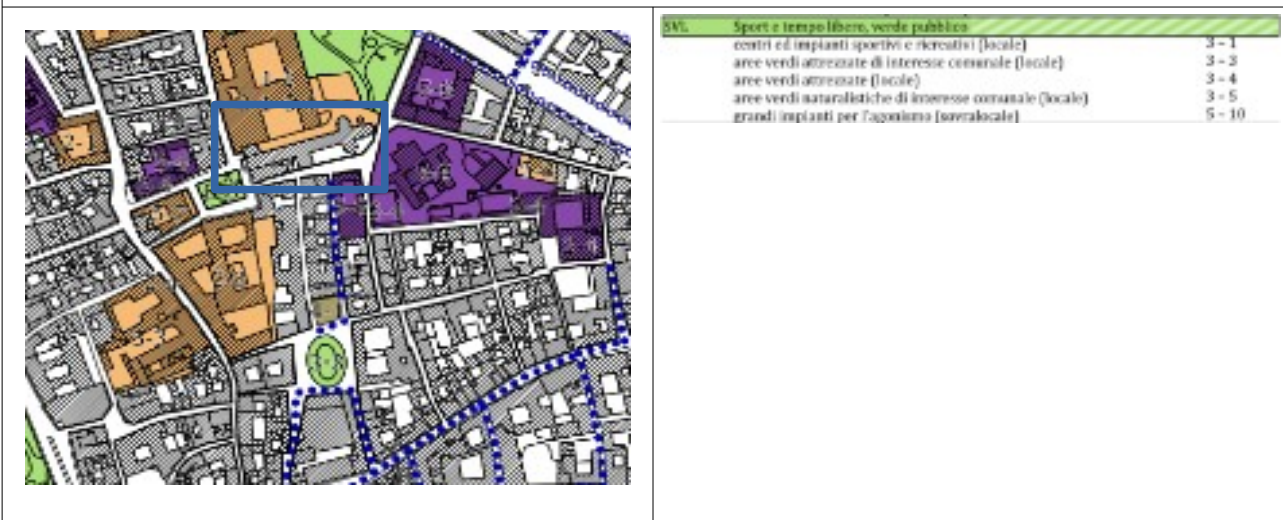 SVL Sport e tempo libero, verde pubblico
centri ed impianti sportivi e ricreativi (locale) 3 - 1
aree verdi attrezzate di interesse comunale (locale) 3 - 3
aree verdi attrezzate (locale) 3 - 4
aree verdi naturalistiche di interesse comunale (locale) 3 - 5
grandi impianti per l'agonismo (sovralocale) 5 - 10